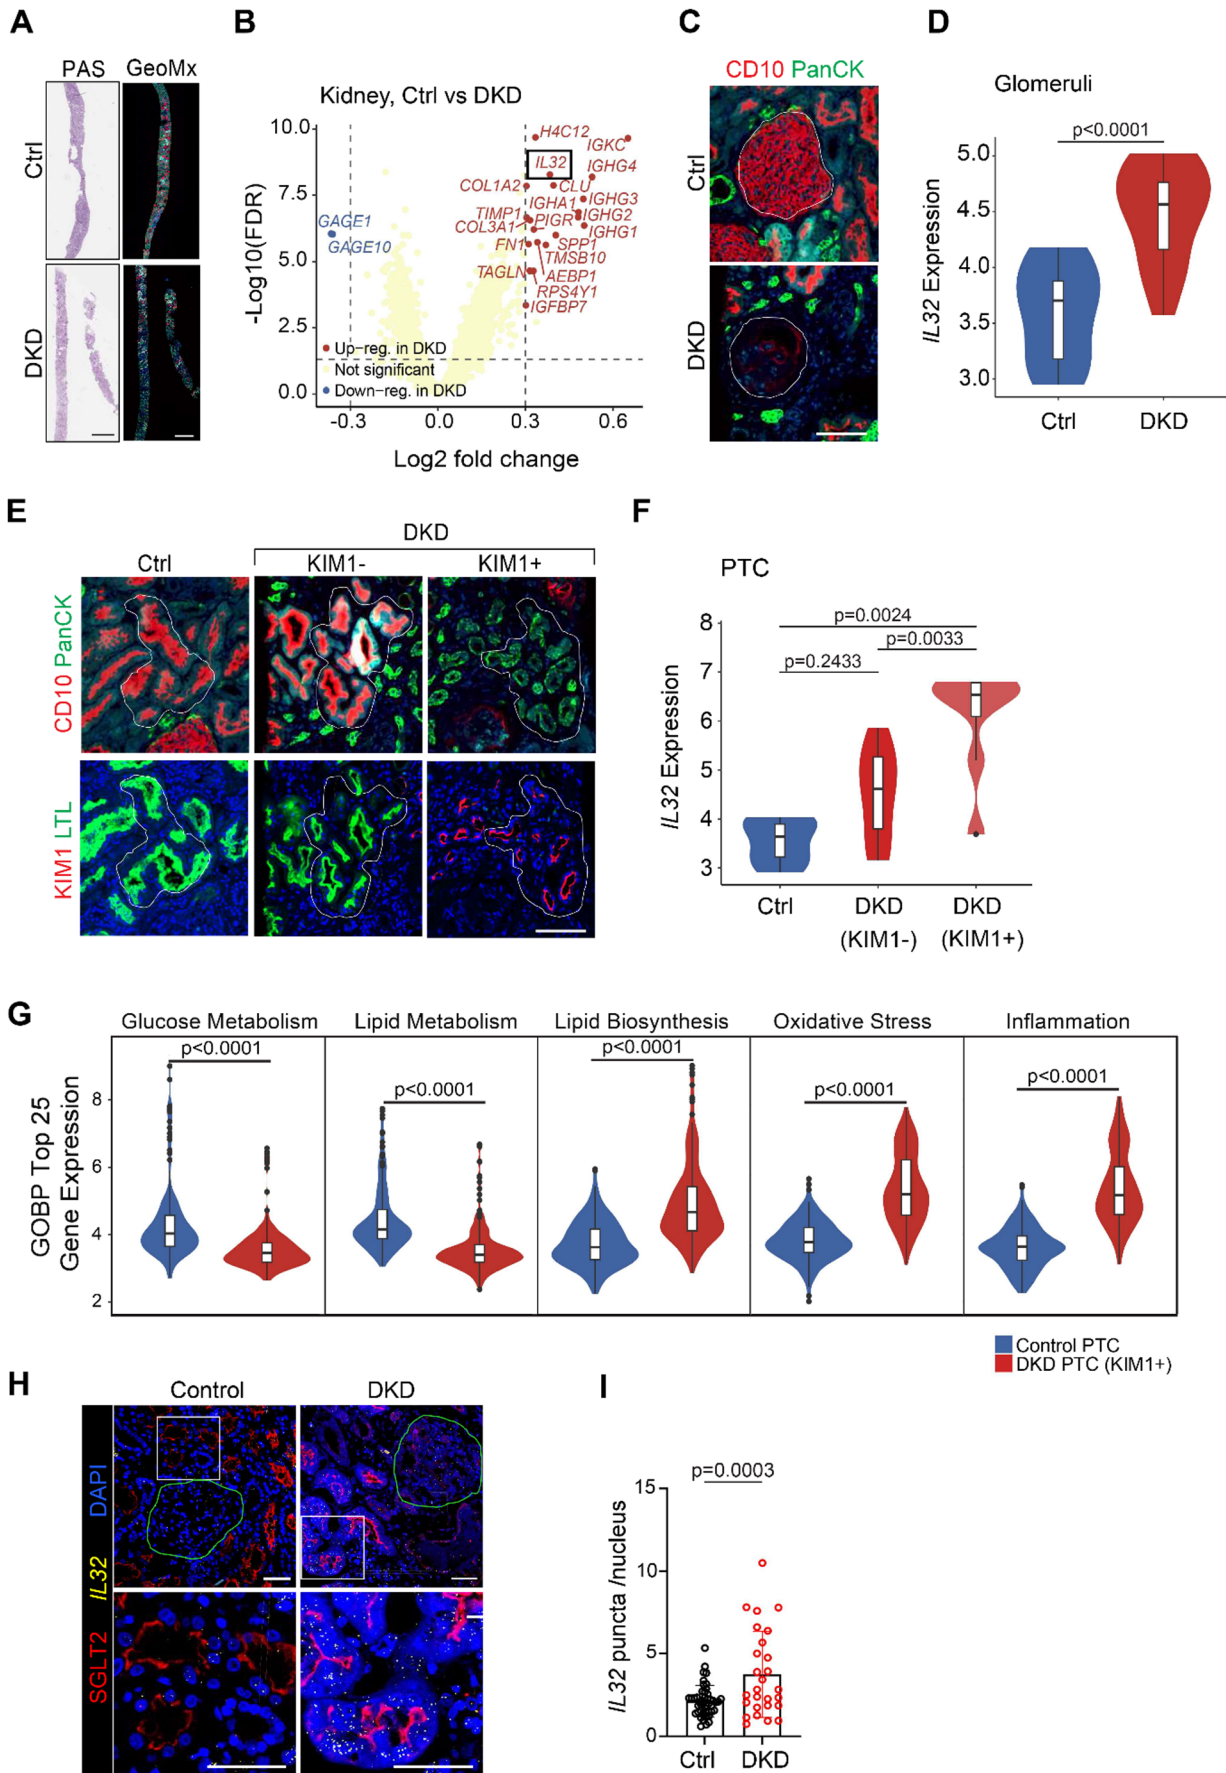 A
PAS
GeoMx
Ctrl
DKD
B
Kidney, Ctrl vs DKD
-Log10(FDR)
10.0
7.5
5.0
2.5
0.0
H4C12
IGKC
IL32
IGHG4
COL1A2
CLU
IGHA1
IGHG3
TIMP1
PIGR
IGHG2
COL3A1
IGHG1
GAGE1
GAGE10
FN1
SPP1
TMSB10
TAGLN
AEBP1
RPS4Y1
IGFBP7
Up-reg. in DKD
Not significant
Down-reg. in DKD
-0.3
0.0
0.3
0.6
Log2 fold change
C
CD10 PanCK
Ctrl
DKD
D
Glomeruli
p<0.0001
IL32 Expression
5.0
4.5
4.0
3.5
3.0
Ctrl
DKD
E
DKD
Ctrl
KIM1-
KIM1+
CD10 PanCK
KIM1 LTL
F
PTC
p=0.0024
p=0.0033
p=0.2433
IL32 Expression
8
7
6
5
4
3
Ctrl
DKD
(KIM1-)
DKD
(KIM1+)
G
Glucose Metabolism
Lipid Metabolism
Lipid Biosynthesis
Oxidative Stress
Inflammation
p<0.0001
p<0.0001
p<0.0001
p<0.0001
p<0.0001
GOBP Top 25
Gene Expression
8
6
4
2
Control PTC
DKD PTC (KIM1+)
H
Control
DKD
SGLT2 IL32 DAPI
I
p=0.0003
IL32 puncta /nucleus
15
10
5
0
Ctrl
DKD